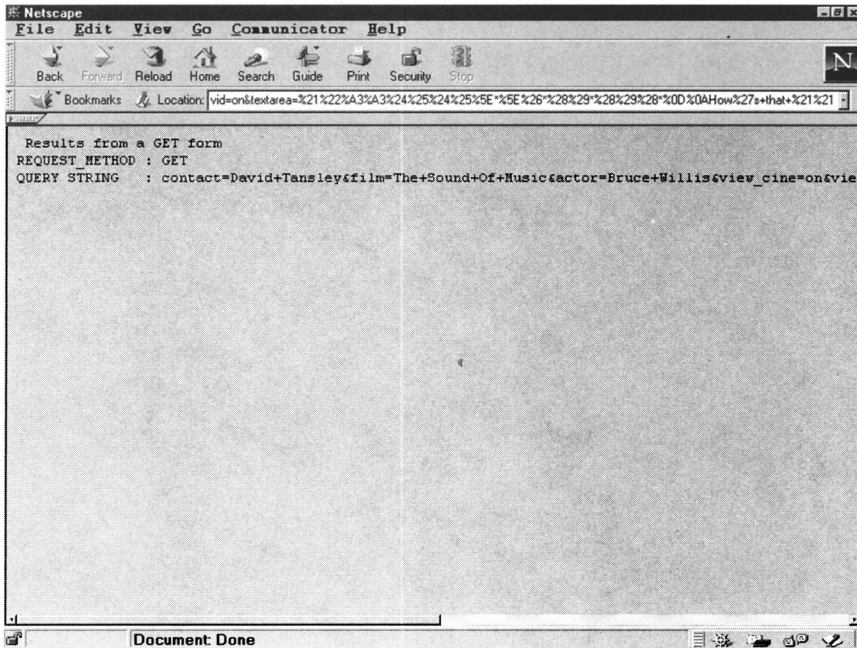 Netscape
File Edit View Go Communicator Help
Back Forward Reload Home Search Guide Print Security Stop
N
Bookmarks Location: vid=on&textarea=%21%22%A3%A3%24%25%24%25%5E*%5E%26*%28%29*%28%29%28*%0D%0AHow%27s+that+%21%21
Results from a GET form
REQUEST_METHOD : GET
QUERY STRING : contact=David+Tansley&film=The+Sound+Of+Music&actor=Bruce+Willis&view_cine=on&vie
Document: Done